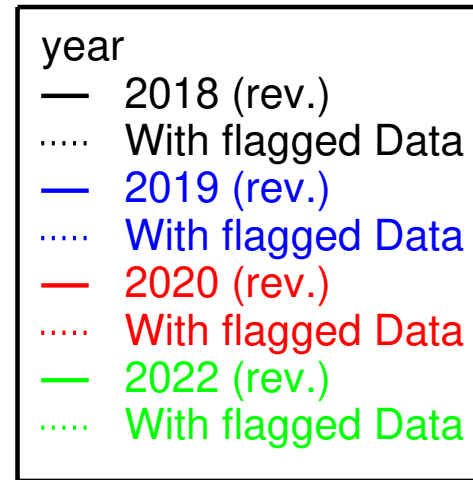 year
2018 (rev.)
With flagged Data
2019 (rev.)
With flagged Data
2020 (rev.)
With flagged Data
2022 (rev.)
With flagged Data